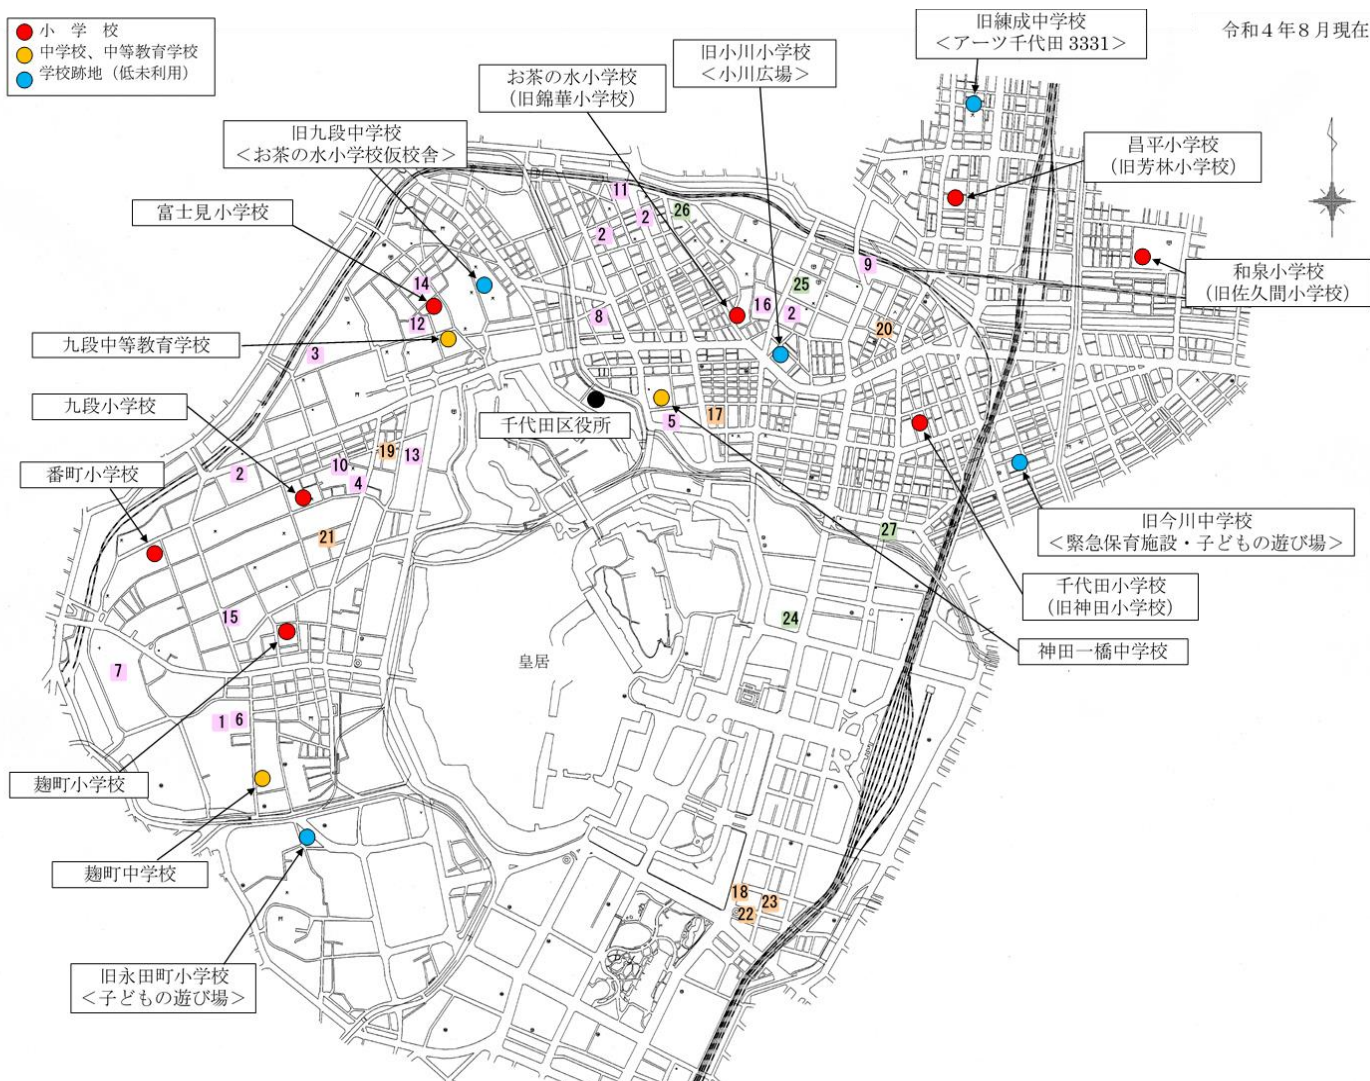 小 学 校
中学校、中等教育学校
学校跡地（低未利用）
令和４年８月現在
旧練成中学校
＜アーツ千代田 3331＞
旧小川小学校
＜小川広場＞
お茶の水小学校
（旧錦華小学校）
旧九段中学校
＜お茶の水小学校仮校舎＞
昌平小学校
（旧芳林小学校）
富士見小学校
和泉小学校
（旧佐久間小学校）
九段中等教育学校
九段小学校
千代田区役所
番町小学校
旧今川中学校
＜緊急保育施設・子どもの遊び場＞
千代田小学校
（旧神田小学校）
神田一橋中学校
皇居
麹町小学校
麹町中学校
旧永田町小学校
＜子どもの遊び場＞
11
2
26
2
9
14
25
16
2
12
8
20
3
17
5
19
13
10
2
4
21
27
15
24
7
1
6
18
23
22